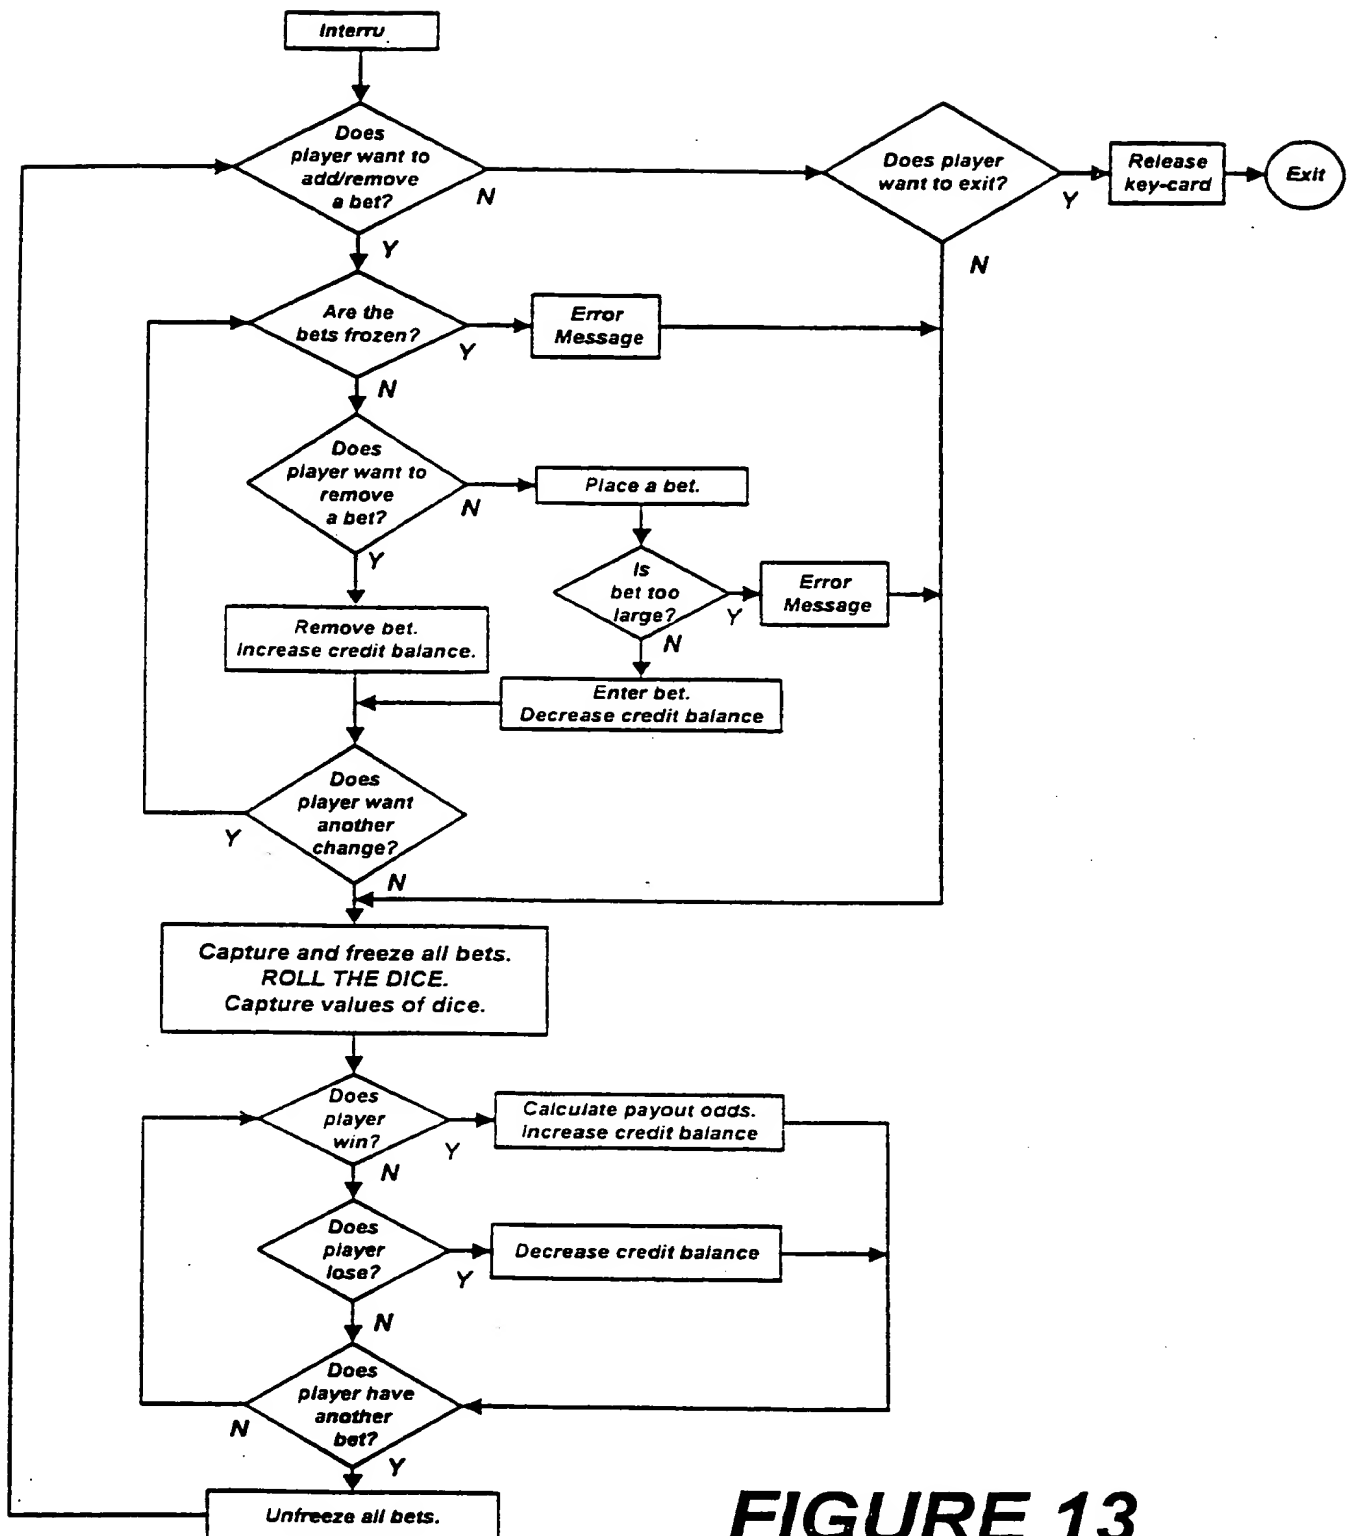 Interru
Does
player want to
add/remove
a bet?
N
Y
Does player
want to exit?
Y
N
Release
key-card
Exit
Are the
bets frozen?
Y
N
Error
Message
Does
player want to
remove
a bet?
N
Y
Place a bet.
Is
bet too
large?
Y
N
Error
Message
Remove bet.
Increase credit balance.
Enter bet.
Decrease credit balance
Does
player want
another
change?
Y
N
Capture and freeze all bets.
ROLL THE DICE.
Capture values of dice.
Does
player
win?
Y
N
Calculate payout odds.
Increase credit balance
Does
player
lose?
Y
N
Decrease credit balance
Does
player have
another
bet?
N
Y
Unfreeze all bets.
FIGURE 13